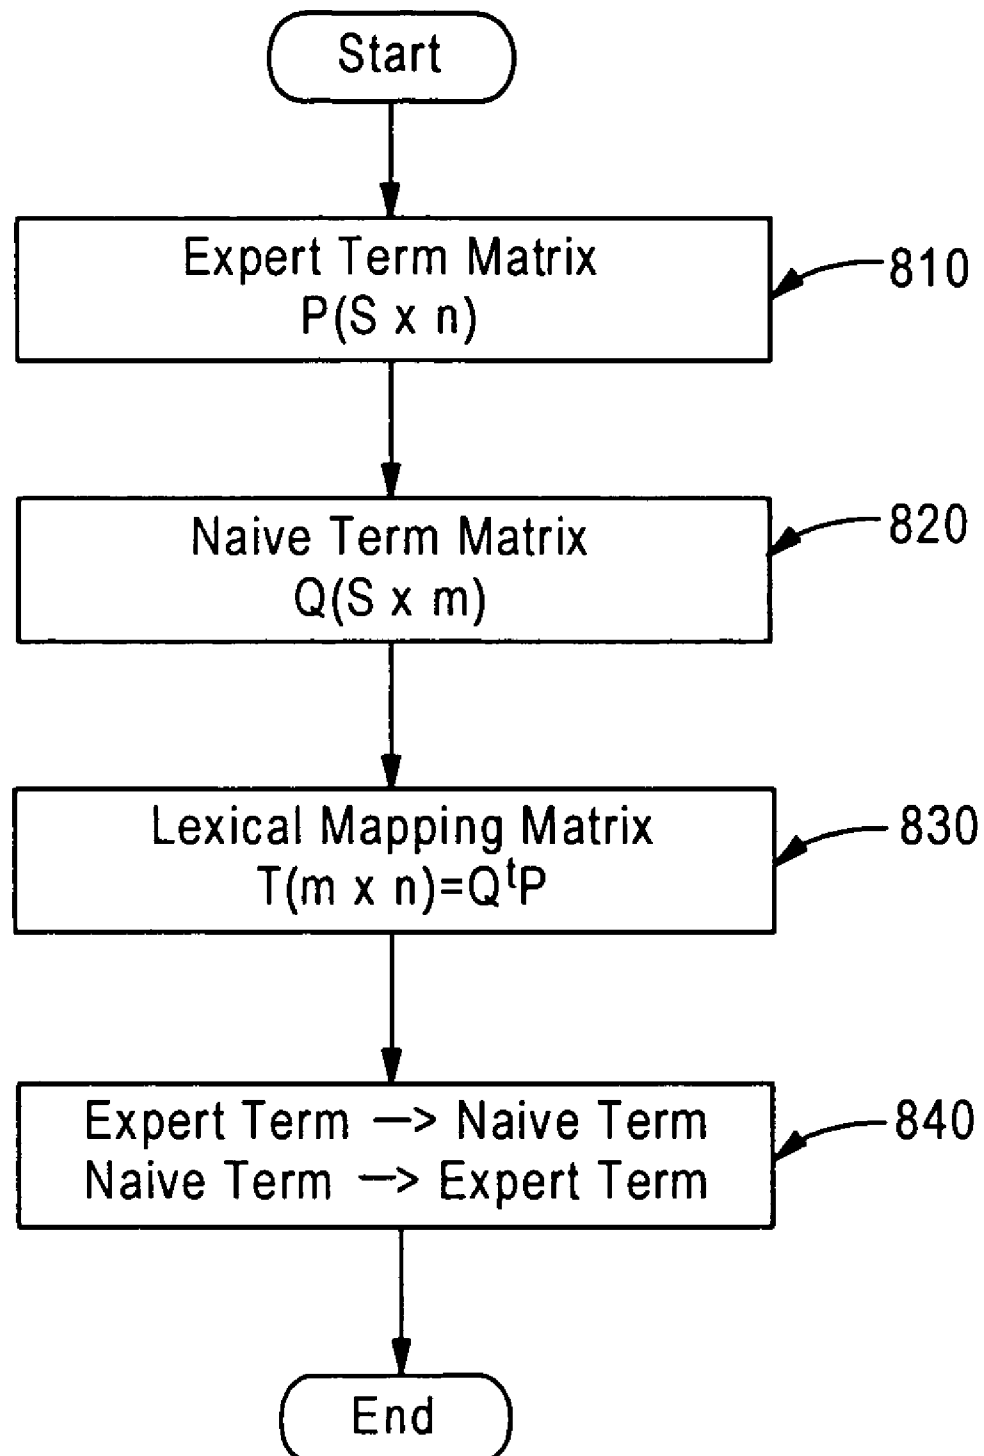 Start
Expert Term Matrix
P(S x n)
810
Naive Term Matrix
Q(S x m)
820
Lexical Mapping Matrix
T(m x n)=QᵗP
830
Expert Term —> Naive Term
Naive Term —> Expert Term
840
End